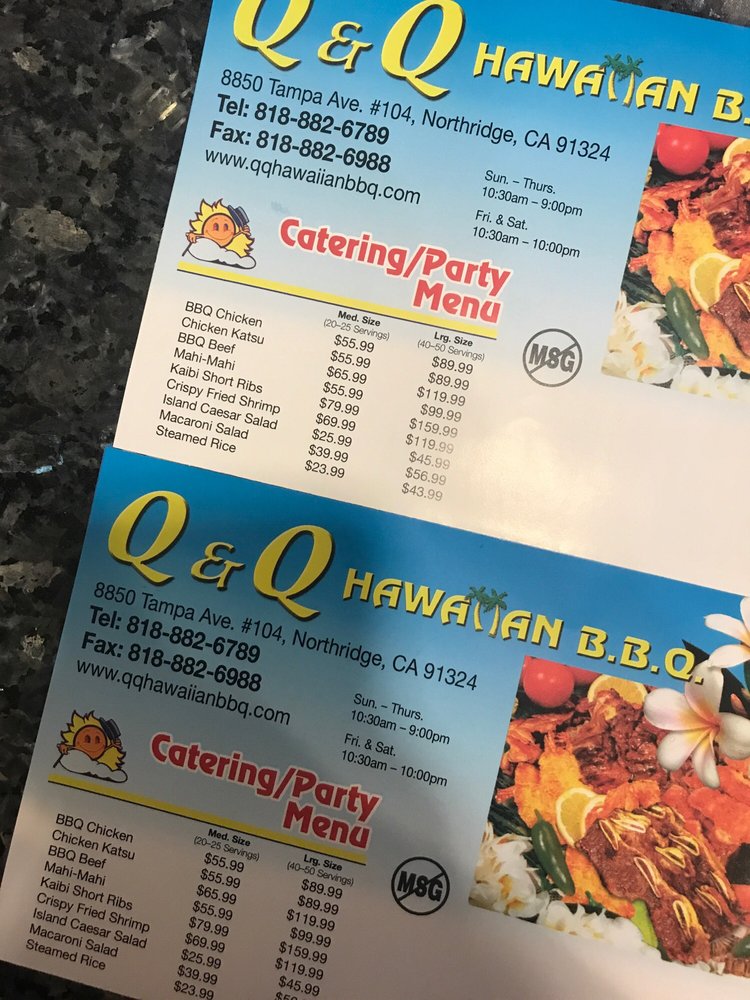 Q & Q HAWAIIAN B.
8850 Tampa Ave. #104, Northridge, CA 91324
Tel: 818-882-6789
Fax: 818-882-6988
www.qqhawaiianbbq.com
Sun. – Thurs.
10:30am – 9:00pm
Fri. & Sat.
10:30am – 10:00pm
Catering/Party
Menu
Med. Size Lrg. Size
(20-25 Servings) (40-50 Servings)
BBQ Chicken $55.99 $89.99
Chicken Katsu $55.99 $89.99
BBQ Beef $65.99 $119.99
Mahi-Mahi $55.99 $99.99
Kaibi Short Ribs $79.99 $159.99
Crispy Fried Shrimp $69.99 $119.99
Island Caesar Salad $25.99 $45.99
Macaroni Salad $39.99 $56.99
Steamed Rice $23.99 $43.99
MSG
Q & Q HAWAIIAN B.B.Q.
8850 Tampa Ave. #104, Northridge, CA 91324
Tel: 818-882-6789
Fax: 818-882-6988
www.qqhawaiianbbq.com
Sun. – Thurs.
10:30am – 9:00pm
Fri. & Sat.
10:30am – 10:00pm
Catering/Party
Menu
Med. Size Lrg. Size
(20-25 Servings) (40-50 Servings)
BBQ Chicken $55.99 $89.99
Chicken Katsu $55.99 $89.99
BBQ Beef $65.99 $119.99
Mahi-Mahi $55.99 $99.99
Kaibi Short Ribs $79.99 $159.99
Crispy Fried Shrimp $69.99 $119.99
Island Caesar Salad $25.99 $45.99
Macaroni Salad $39.99
Steamed Rice $23.99
MSG